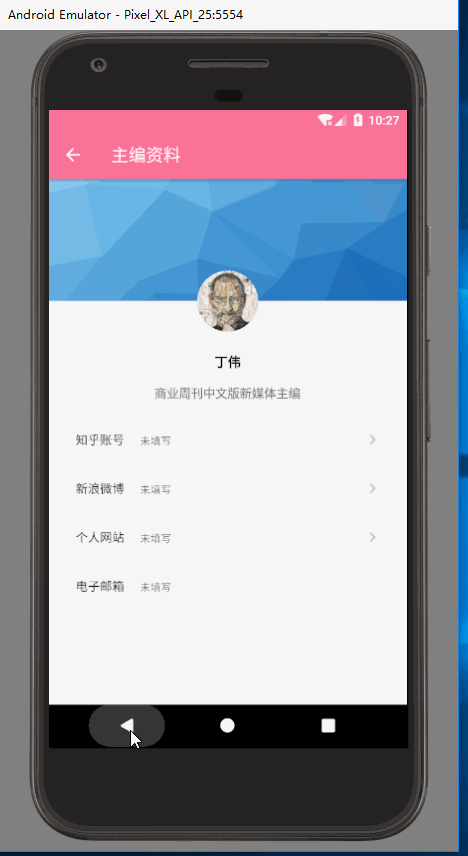 Android Emulator - Pixel_XL_API_25:5554
10:27
主编资料
丁伟
商业周刊中文版新媒体主编
知乎账号 未填写
新浪微博 未填写
个人网站 未填写
电子邮箱 未填写